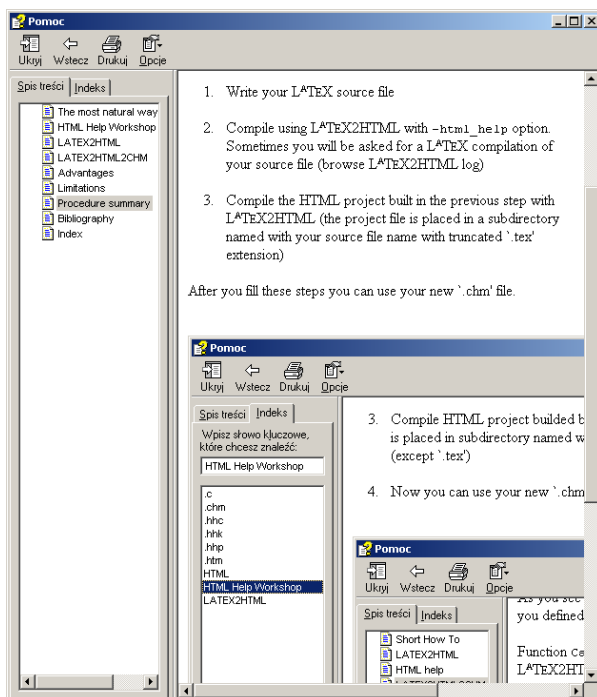 Pomoc
Ukryj Wstecz Drukuj Opcje
Spis treści Indeks
The most natural way
HTML Help Workshop
LATEX2HTML
LATEX2HTML2CHM
Advantages
Limitations
Procedure summary
Bibliography
Index
1. Write your LATEX source file
2. Compile using LATEX2HTML with -html_help option.
Sometimes you will be asked for a LATEX compilation of
your source file (browse LATEX2HTML log)
3. Compile the HTML project built in the previous step with
LATEX2HTML (the project file is placed in a subdirectory
named with your source file name with truncated `.tex'
extension)
After you fill these steps you can use your new `.chm' file.
Pomoc
Ukryj Wstecz Drukuj Opcje
Spis treści Indeks
Wpisz słowo kluczowe,
które chcesz znaleźć:
HTML Help Workshop
.c
.chm
.hhc
.hhk
.hhp
.htm
HTML
HTML Help Workshop
LATEX2HTML
3. Compile HTML project builded b
is placed in subdirectory named w
(except `.tex')
4. Now you can use your new `.chm
Pomoc
Ukryj Wstecz Drukuj Opcje
Spis treści Indeks
Short How To
LATEX2HTML
HTML help
As you see
you defined
Function ca
LATEX2HT